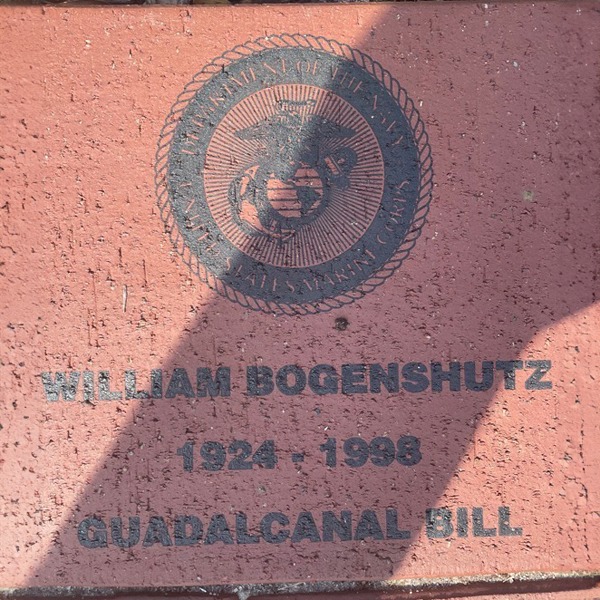 DEPARTMENT OF THE NAVY
UNITED STATES MARINE CORPS
WILLIAM BOGENSHUTZ
1924 - 1998
GUADALCANAL BILL